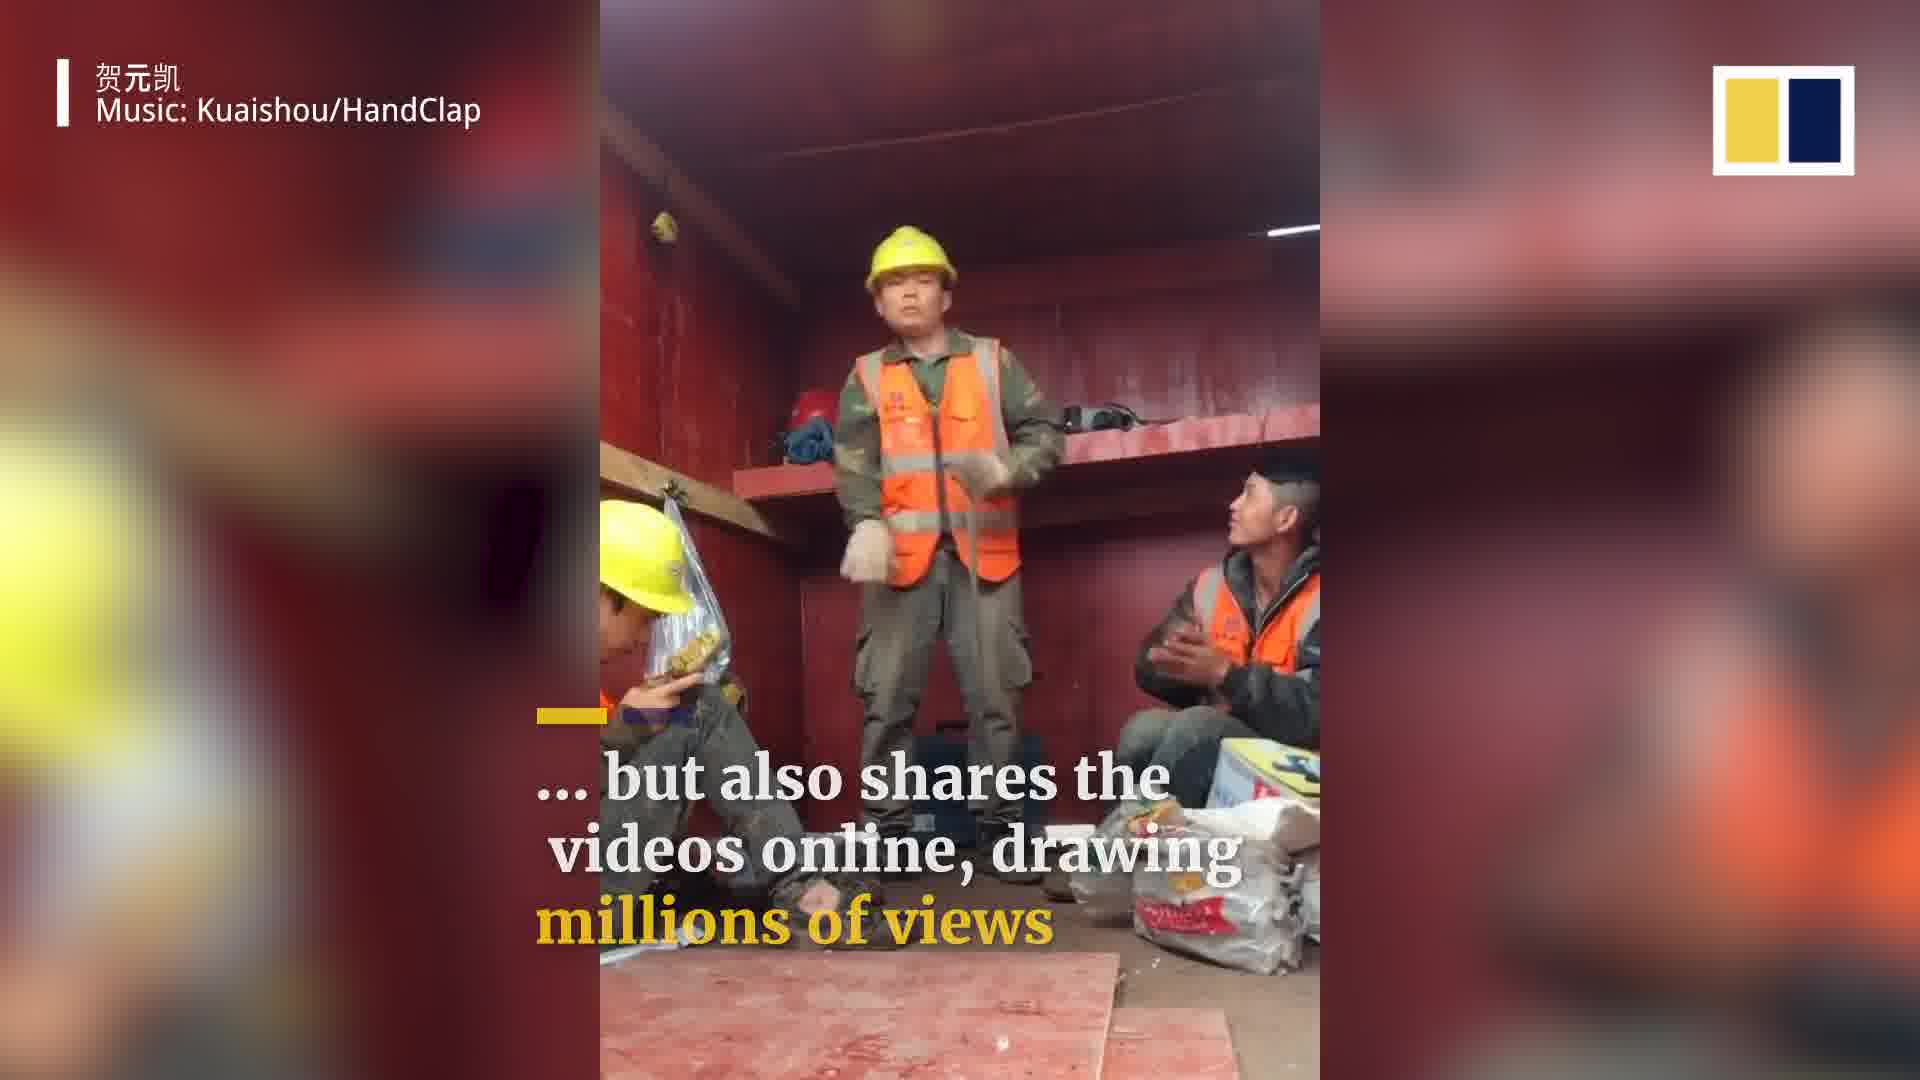 贺元凯
Music: Kuaishou/HandClap
... but also shares the
videos online, drawing
millions of views